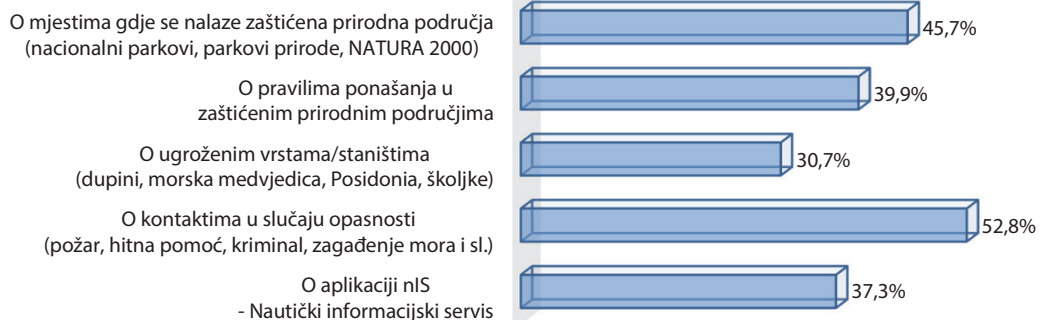 O mjestima gdje se nalaze zaštićena prirodna područja
(nacionalni parkovi, parkovi prirode, NATURA 2000)
45,7%
O pravilima ponašanja u
zaštićenim prirodnim područjima
39,9%
O ugroženim vrstama/staništima
(dupini, morska medvjedica, Posidonia, školjke)
30,7%
O kontaktima u slučaju opasnosti
(požar, hitna pomoć, kriminal, zagađenje mora i sl.)
52,8%
O aplikaciji nIS
- Nautički informacijski servis
37,3%